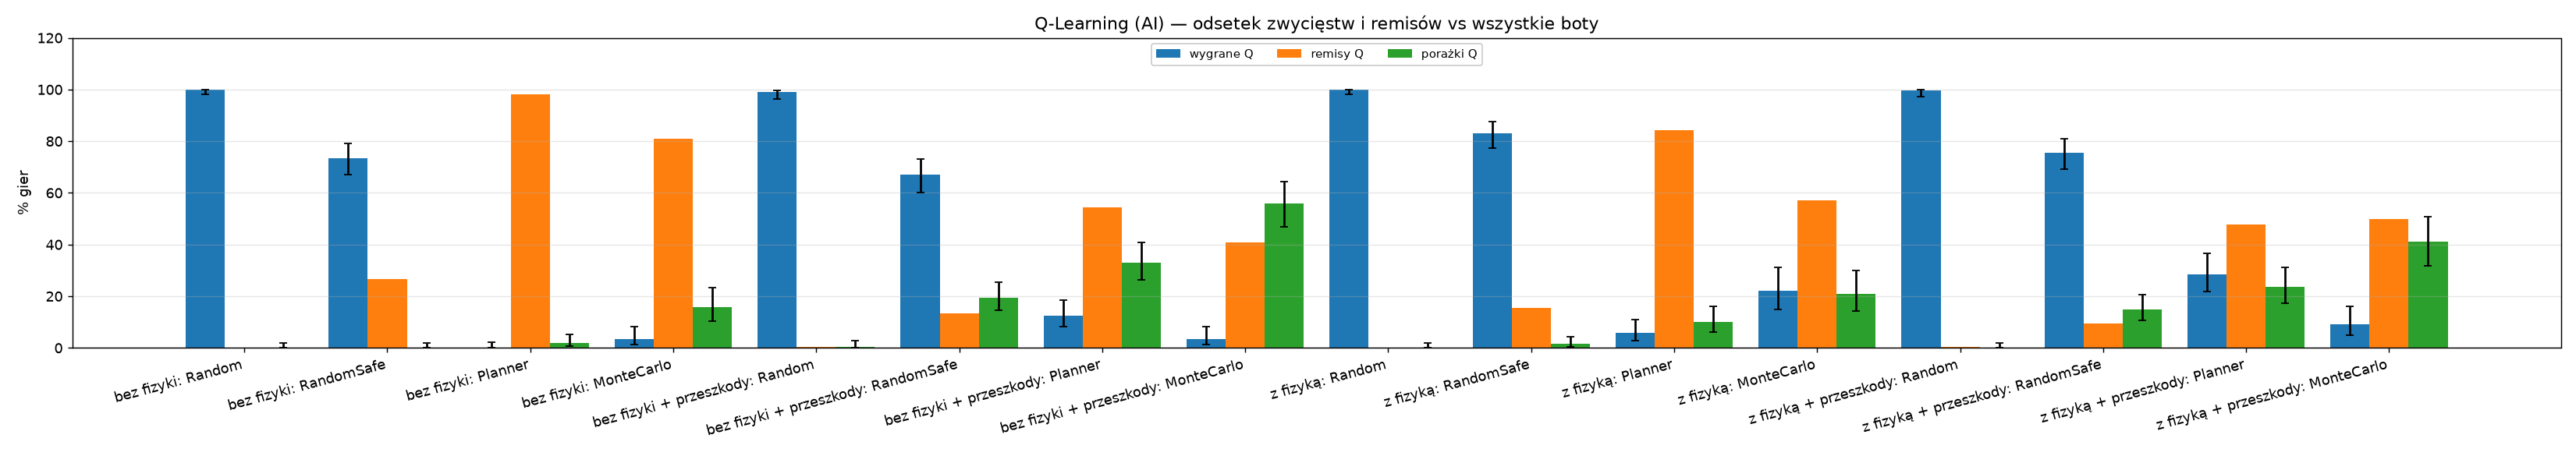 Q-Learning (AI) — odsetek zwycięstw i remisów vs wszystkie boty
wygrane Q remisy Q porażki Q
% gier
120
100
80
60
40
20
0
bez fizyki: Random
bez fizyki: RandomSafe
bez fizyki: Planner
bez fizyki: MonteCarlo
bez fizyki + przeszkody: Random
bez fizyki + przeszkody: RandomSafe
bez fizyki + przeszkody: Planner
bez fizyki + przeszkody: MonteCarlo
z fizyką: Random
z fizyką: RandomSafe
z fizyką: Planner
z fizyką: MonteCarlo
z fizyką + przeszkody: Random
z fizyką + przeszkody: RandomSafe
z fizyką + przeszkody: Planner
z fizyką + przeszkody: MonteCarlo